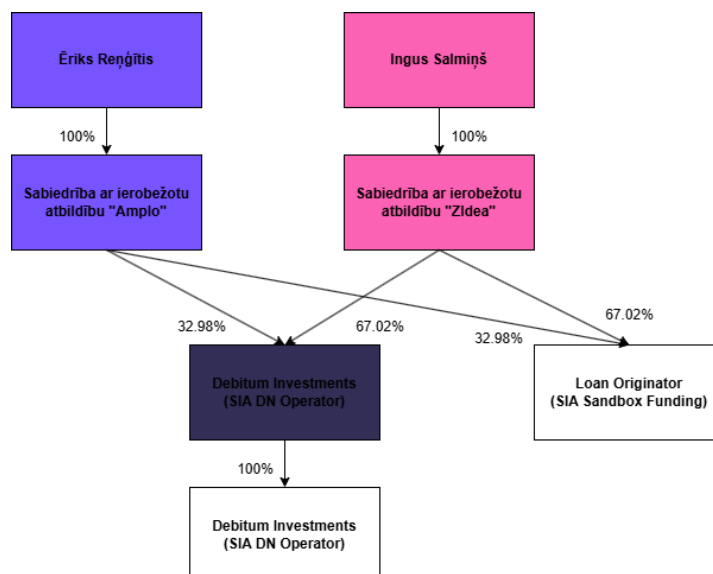 Ēriks Reņģītis
Ingus Salmiņš
100%
100%
Sabiedrība ar ierobežotu
atbildību "Amplo"
Sabiedrība ar ierobežotu
atbildību "ZIdea"
32.98%
67.02%
32.98%
67.02%
Debitum Investments
(SIA DN Operator)
Loan Originator
(SIA Sandbox Funding)
100%
Debitum Investments
(SIA DN Operator)